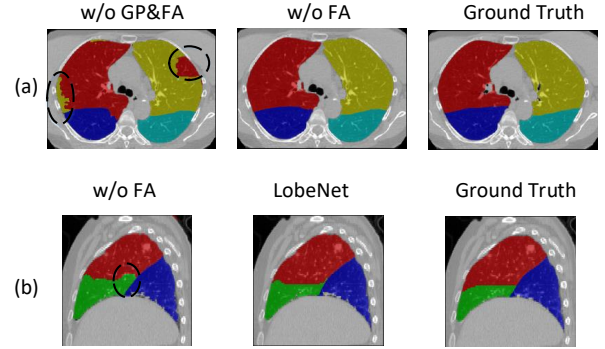 w/o GP&FA w/o FA Ground Truth
(a)
w/o FA LobeNet Ground Truth
(b)